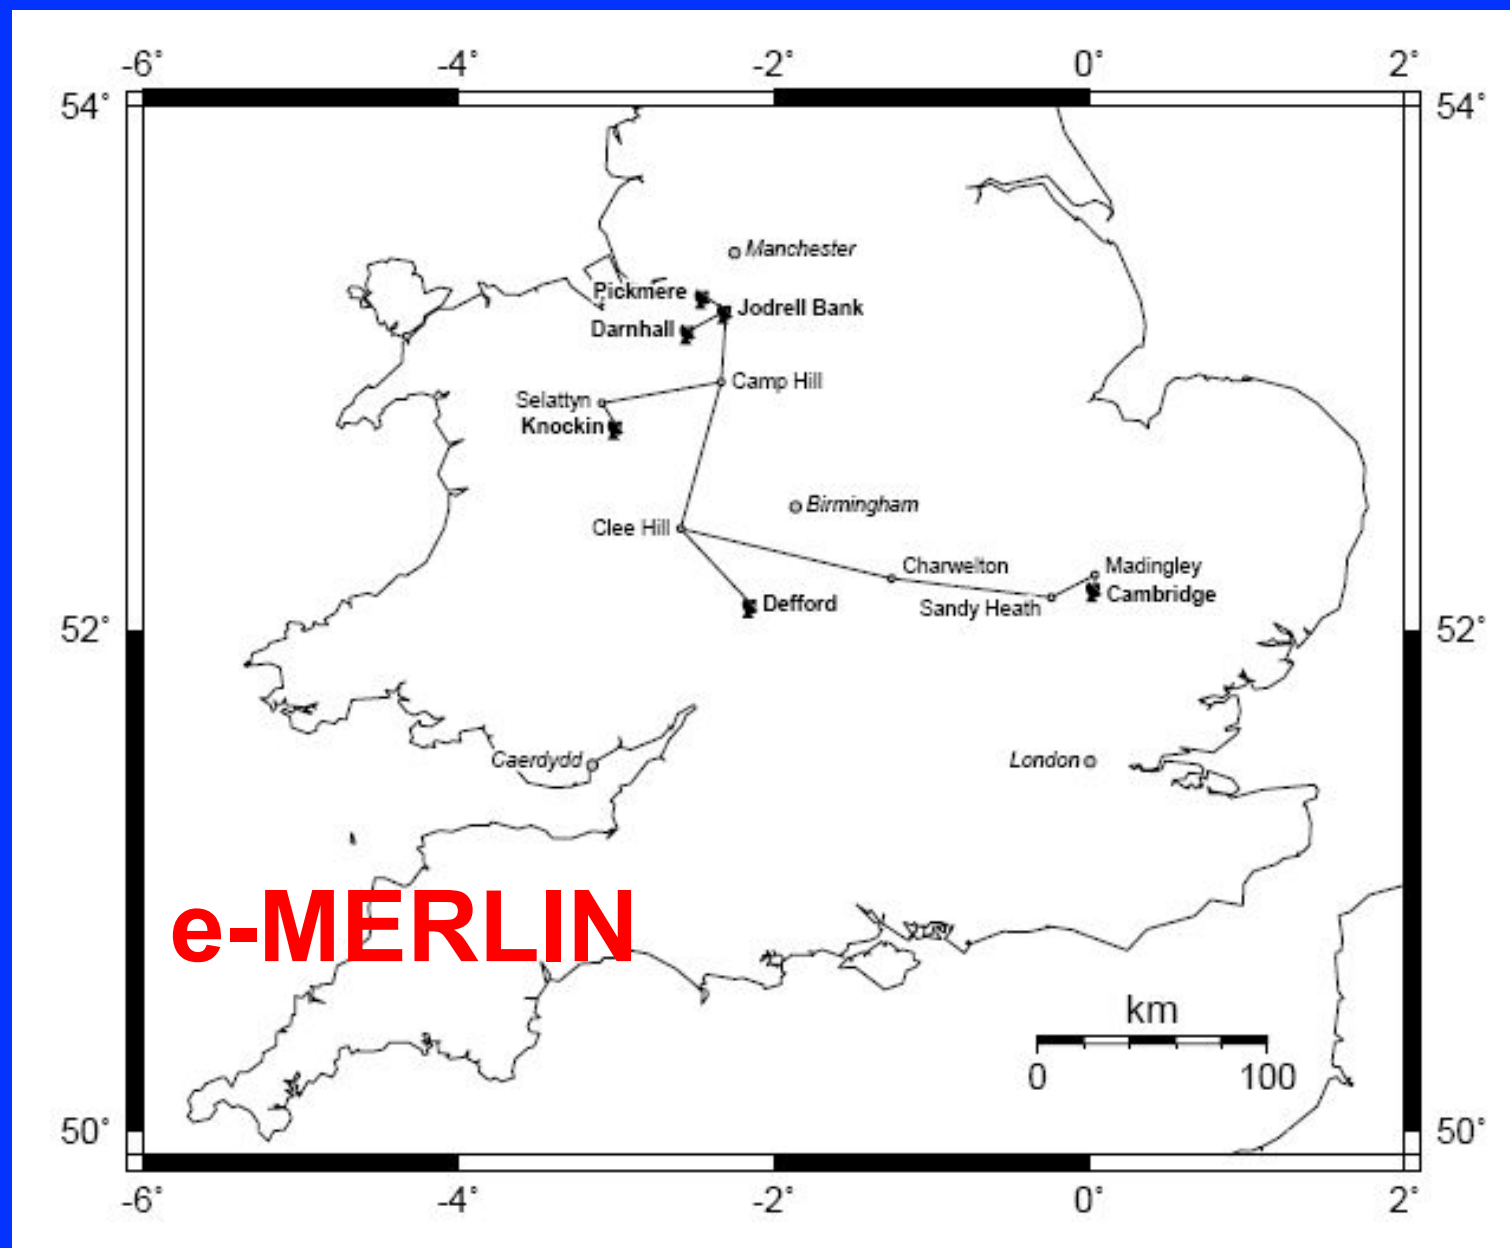 -6° -4° -2° 0° 2°
54° 54°
Manchester
Pickmere
Jodrell Bank
Darnhall
Camp Hill
Selattyn
Knockin
Birmingham
Clee Hill
Charwelton
Madingley
Cambridge
Defford
Sandy Heath
52° 52°
Caerdydd
London
e-MERLIN
km
0 100
50° 50°
-6° -4° -2° 0° 2°